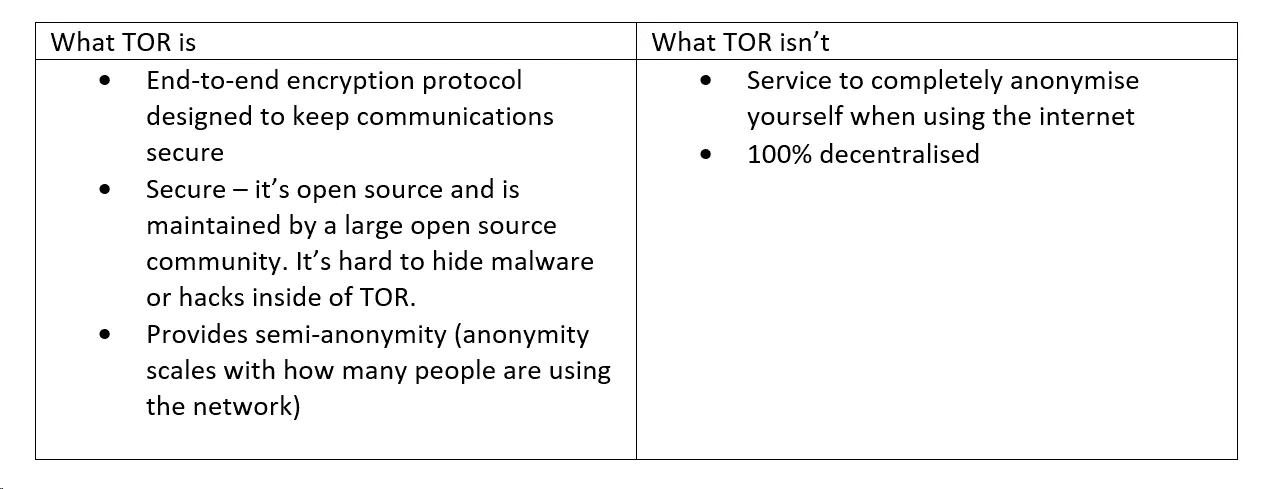 What TOR is
What TOR isn’t
• End-to-end encryption protocol
designed to keep communications
secure
• Secure – it’s open source and is
maintained by a large open source
community. It’s hard to hide malware
or hacks inside of TOR.
• Provides semi-anonymity (anonymity
scales with how many people are using
the network)
• Service to completely anonymise
yourself when using the internet
• 100% decentralised